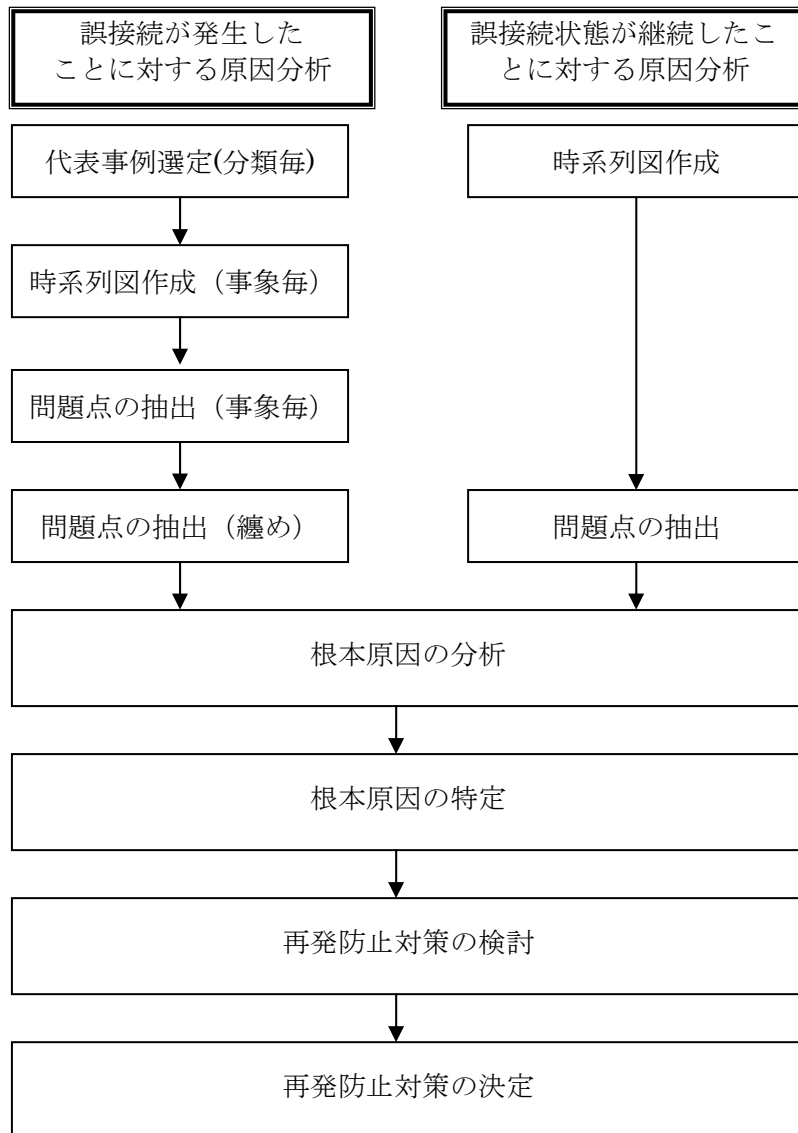 誤接続が発生した
ことに対する原因分析
誤接続状態が継続したこ
とに対する原因分析
代表事例選定(分類毎)
時系列図作成
時系列図作成（事象毎）
問題点の抽出（事象毎）
問題点の抽出（纏め）
問題点の抽出
根本原因の分析
根本原因の特定
再発防止対策の検討
再発防止対策の決定